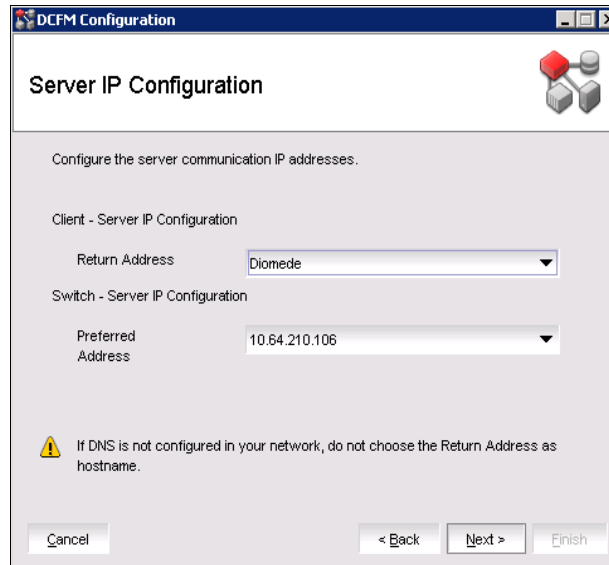 DCFM Configuration
Server IP Configuration
Configure the server communication IP addresses.
Client - Server IP Configuration
Return Address
Diomede
Switch - Server IP Configuration
Preferred
Address
10.64.210.106
If DNS is not configured in your network, do not choose the Return Address as
hostname.
Cancel
< Back
Next >
Finish